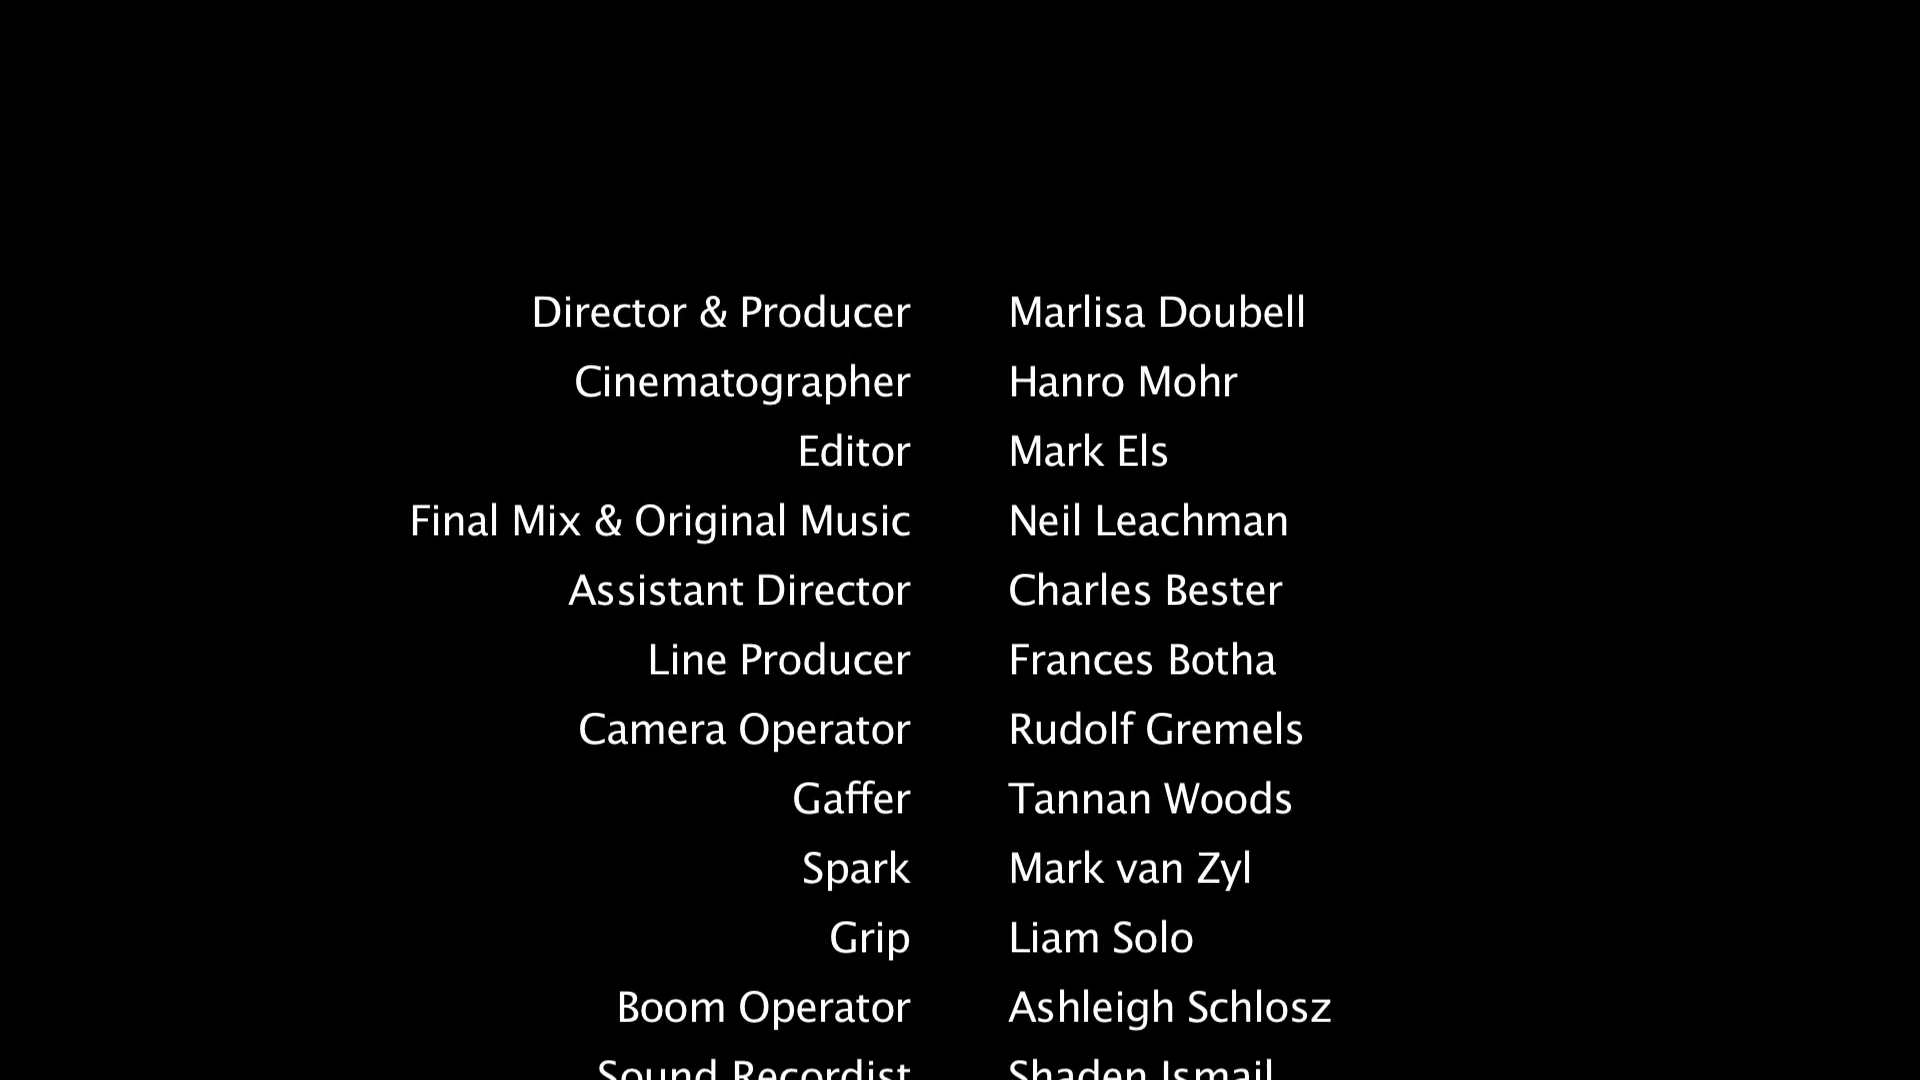 Director & Producer Marlisa Doubell
Cinematographer Hanro Mohr
Editor Mark Els
Final Mix & Original Music Neil Leachman
Assistant Director Charles Bester
Line Producer Frances Botha
Camera Operator Rudolf Gremels
Gaffer Tannan Woods
Spark Mark van Zyl
Grip Liam Solo
Boom Operator Ashleigh Schlosz
Sound Recordist Shaden Ismail